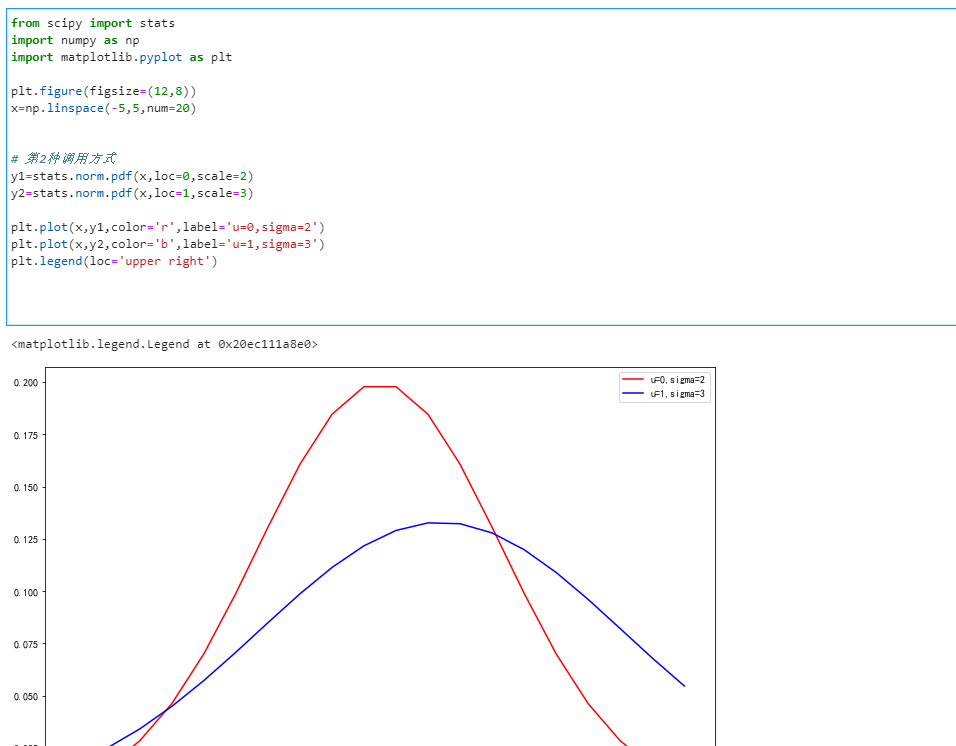 from scipy import stats
import numpy as np
import matplotlib.pyplot as plt
plt.figure(figsize=(12,8))
x=np.linspace(-5,5,num=20)
# 第2种调用方式
y1=stats.norm.pdf(x,loc=0,scale=2)
y2=stats.norm.pdf(x,loc=1,scale=3)
plt.plot(x,y1,color='r',label='u=0,sigma=2')
plt.plot(x,y2,color='b',label='u=1,sigma=3')
plt.legend(loc='upper right')
<matplotlib.legend.Legend at 0x20ec111a8e0>
u=0,sigma=2
u=1,sigma=3
0.200
0.175
0.150
0.125
0.100
0.075
0.050